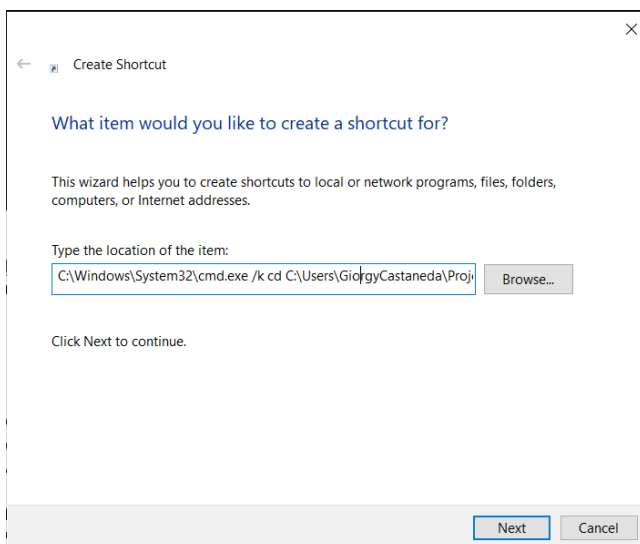 Create Shortcut
What item would you like to create a shortcut for?
This wizard helps you to create shortcuts to local or network programs, files, folders,
computers, or Internet addresses.
Type the location of the item:
C:\Windows\System32\cmd.exe /k cd C:\Users\GiorgyCastaneda\Proj
Browse...
Click Next to continue.
Next
Cancel